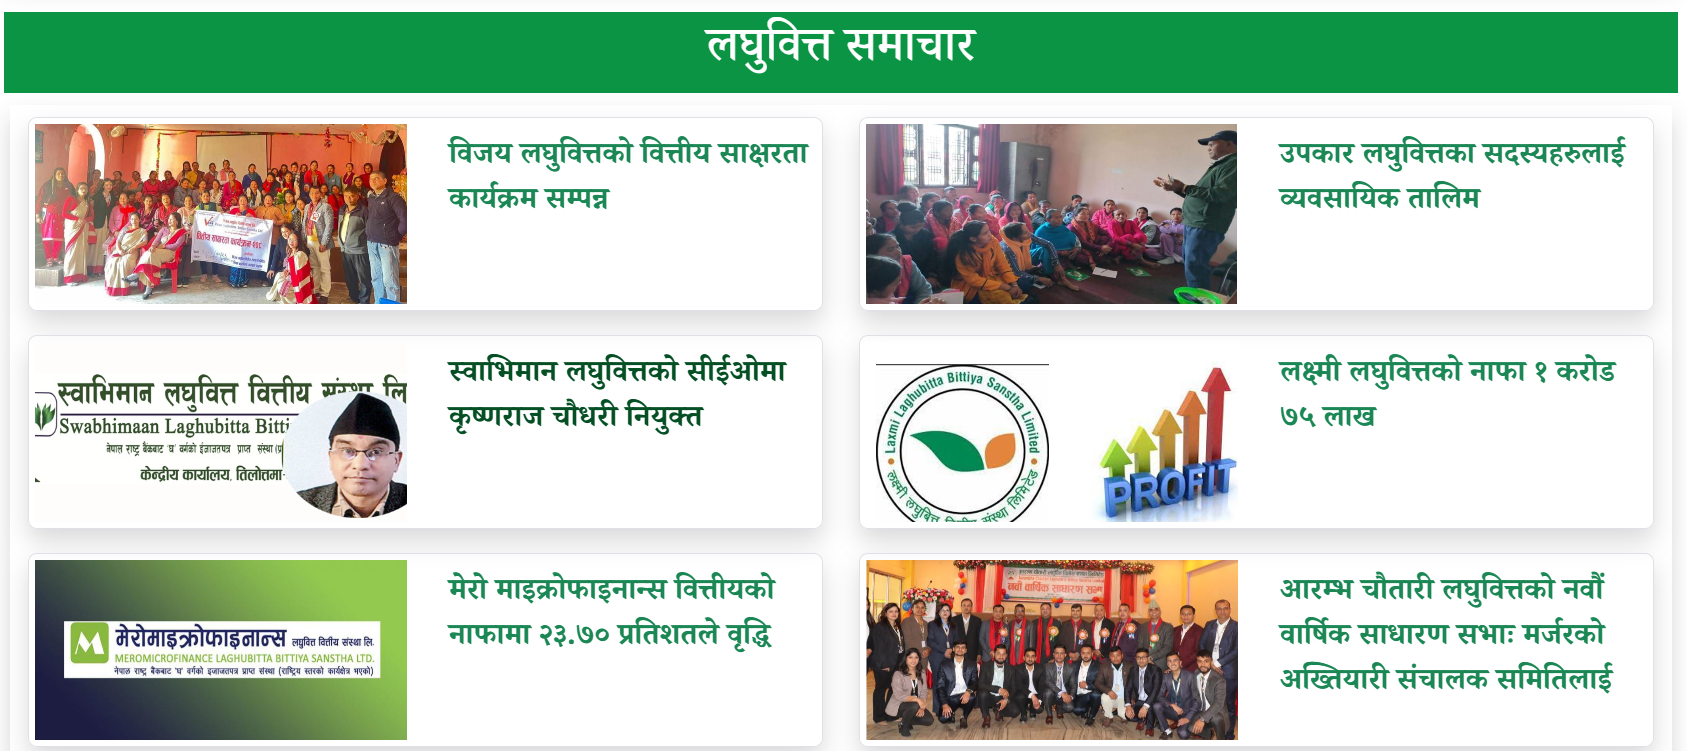 लघुवित्त समाचार
वित्तीय साक्षरता कार्यक्रम
विजय लघुवित्तको वित्तीय साक्षरता
कार्यक्रम सम्पन्न
उपकार लघुवित्तका सदस्यहरुलाई
व्यवसायिक तालिम
स्वाभिमान लघुवित्त वित्तीय संस्था लि
Swabhimaan Laghubitta Bitti
नेपाल राष्ट्र बैंकबाट 'घ' वर्गको इजाजतपत्र प्राप्त संस्था
केन्द्रीय कार्यालय, तिलोत्तमा
स्वाभिमान लघुवित्तको सीईओमा
कृष्णराज चौधरी नियुक्त
Laxmi Laghubitta Bittiya Sanstha Limited
लक्ष्मी लघुवित्त वित्तीय संस्था लिमिटेड
PROFIT
लक्ष्मी लघुवित्तको नाफा १ करोड
७५ लाख
मेरोमाइक्रोफाइनान्स लघुवित्त वित्तीय संस्था लि.
MEROMICROFINANCE LAGHUBITTA BITTIYA SANSTHA LTD.
नेपाल राष्ट्र बैंकबाट 'घ' वर्गको इजाजतपत्र प्राप्त संस्था (राष्ट्रिय स्तरको कार्यक्षेत्र भएको)
मेरो माइक्रोफाइनान्स वित्तीयको
नाफामा २३.७० प्रतिशतले वृद्धि
नवौं वार्षिक साधारण सभा
आरम्भ चौतारी लघुवित्तको नवौं
वार्षिक साधारण सभाः मर्जरको
अख्तियारी संचालक समितिलाई